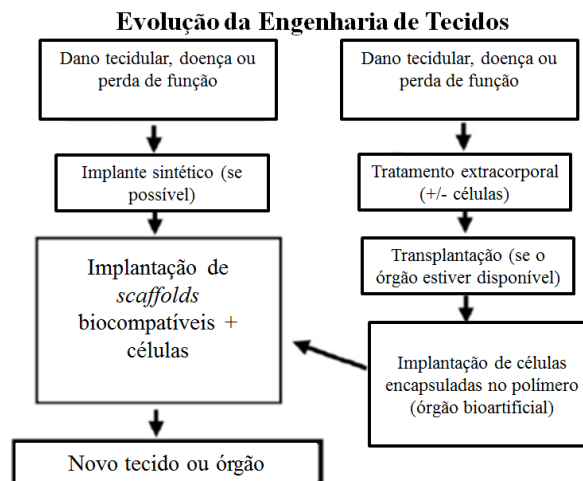 Evolução da Engenharia de Tecidos
Dano tecidular, doença ou
perda de função
Implante sintético (se
possível)
Implantação de
scaffolds
biocompatíveis +
células
Novo tecido ou órgão
Dano tecidular, doença ou
perda de função
Tratamento extracorporal
(+/- células)
Transplantação (se o
órgão estiver disponível)
Implantação de células
encapsuladas no polímero
(órgão bioartificial)